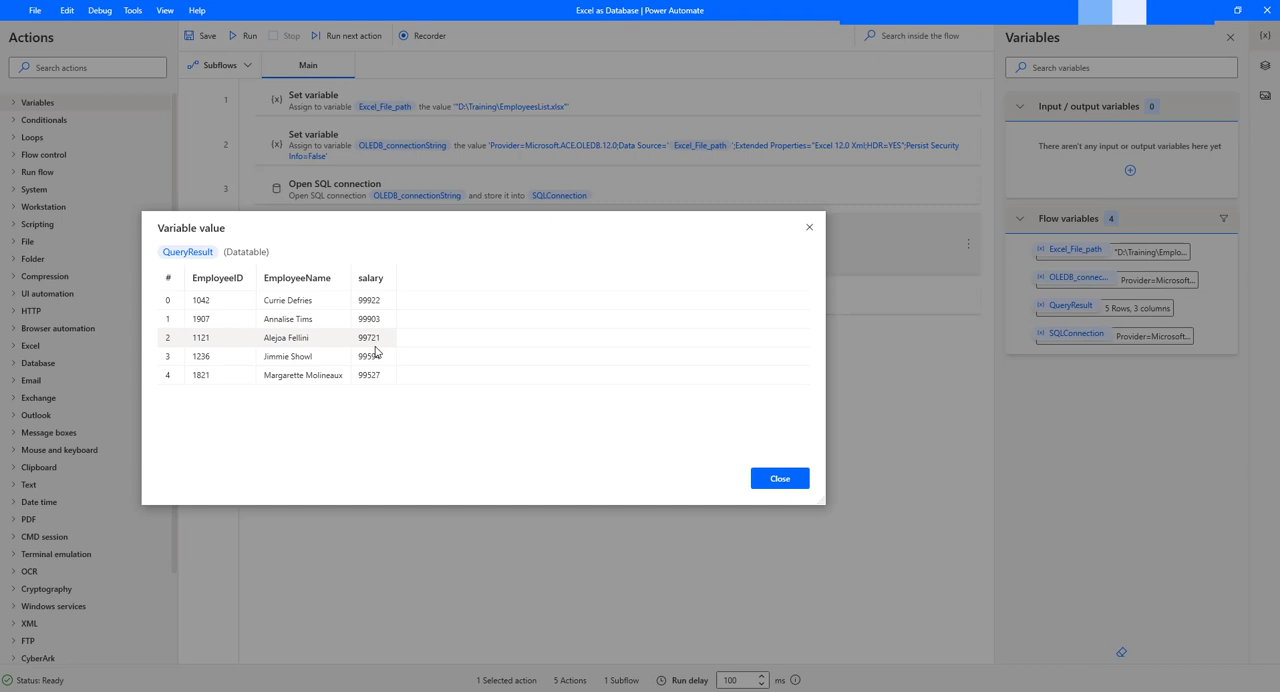 File Edit Debug Tools View Help
Excel as Database | Power Automate
Actions
Search actions
Save Run Stop Run next action Recorder
Search inside the flow
Subflows
Main
Variables
Conditionals
Loops
Flow control
Run flow
System
Workstation
Scripting
File
Folder
Compression
UI automation
HTTP
Browser automation
Excel
Database
Email
Exchange
Outlook
Message boxes
Mouse and keyboard
Clipboard
Text
Date time
PDF
CMD session
Terminal emulation
OCR
Cryptography
Windows services
XML
FTP
CyberArk
1
{x} Set variable
Assign to variable Excel_File_path the value '"D:\Training\EmployeesList.xlsx"'
2
{x} Set variable
Assign to variable OLEDB_connectionString the value 'Provider=Microsoft.ACE.OLEDB.12.0;Data Source=' Excel_File_path ';Extended Properties="Excel 12.0 Xml;HDR=YES";Persist Security
Info=False'
3
Open SQL connection
Open SQL connection OLEDB_connectionString and store it into SQLConnection
Variable value
QueryResult (Datatable)
# EmployeeID EmployeeName salary
0 1042 Currie Defries 99922
1 1907 Annalise Tims 99903
2 1121 Alejoa Fellini 99721
3 1236 Jimmie Showl
4 1821 Margarette Molineaux 99527
Close
Variables
{x}
Search variables
Input / output variables 0
There aren't any input or output variables here yet
Flow variables 4
(x) Excel_File_path "D:\Training\Emplo...
(x) OLEDB_connec... Provider=Microsoft...
(x) QueryResult 5 Rows, 3 columns
(x) SQLConnection Provider=Microsoft...
Status: Ready
1 Selected action 5 Actions 1 Subflow Run delay 100 ms